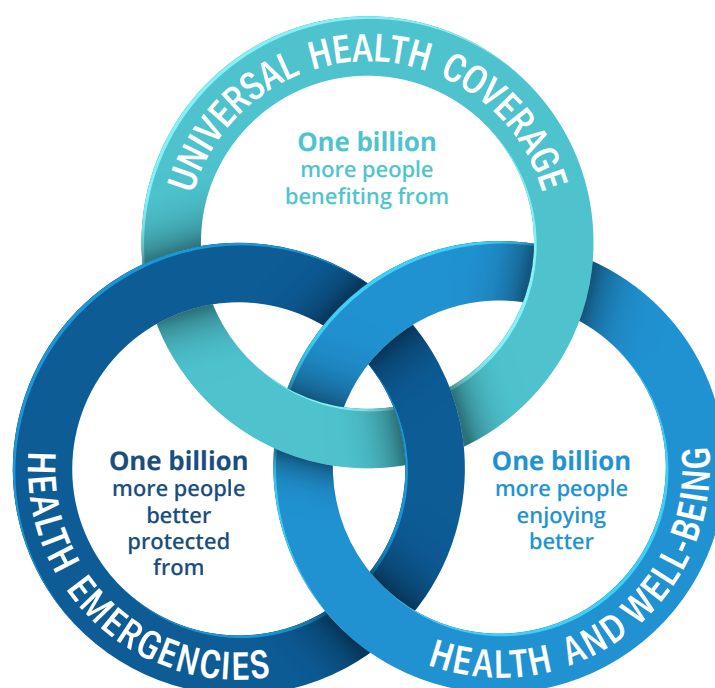 UNIVERSAL HEALTH COVERAGE
One billion
more people
benefiting from
One billion
more people
better
protected
from
HEALTH EMERGENCIES
One billion
more people
enjoying
better
HEALTH AND WELL-BEING